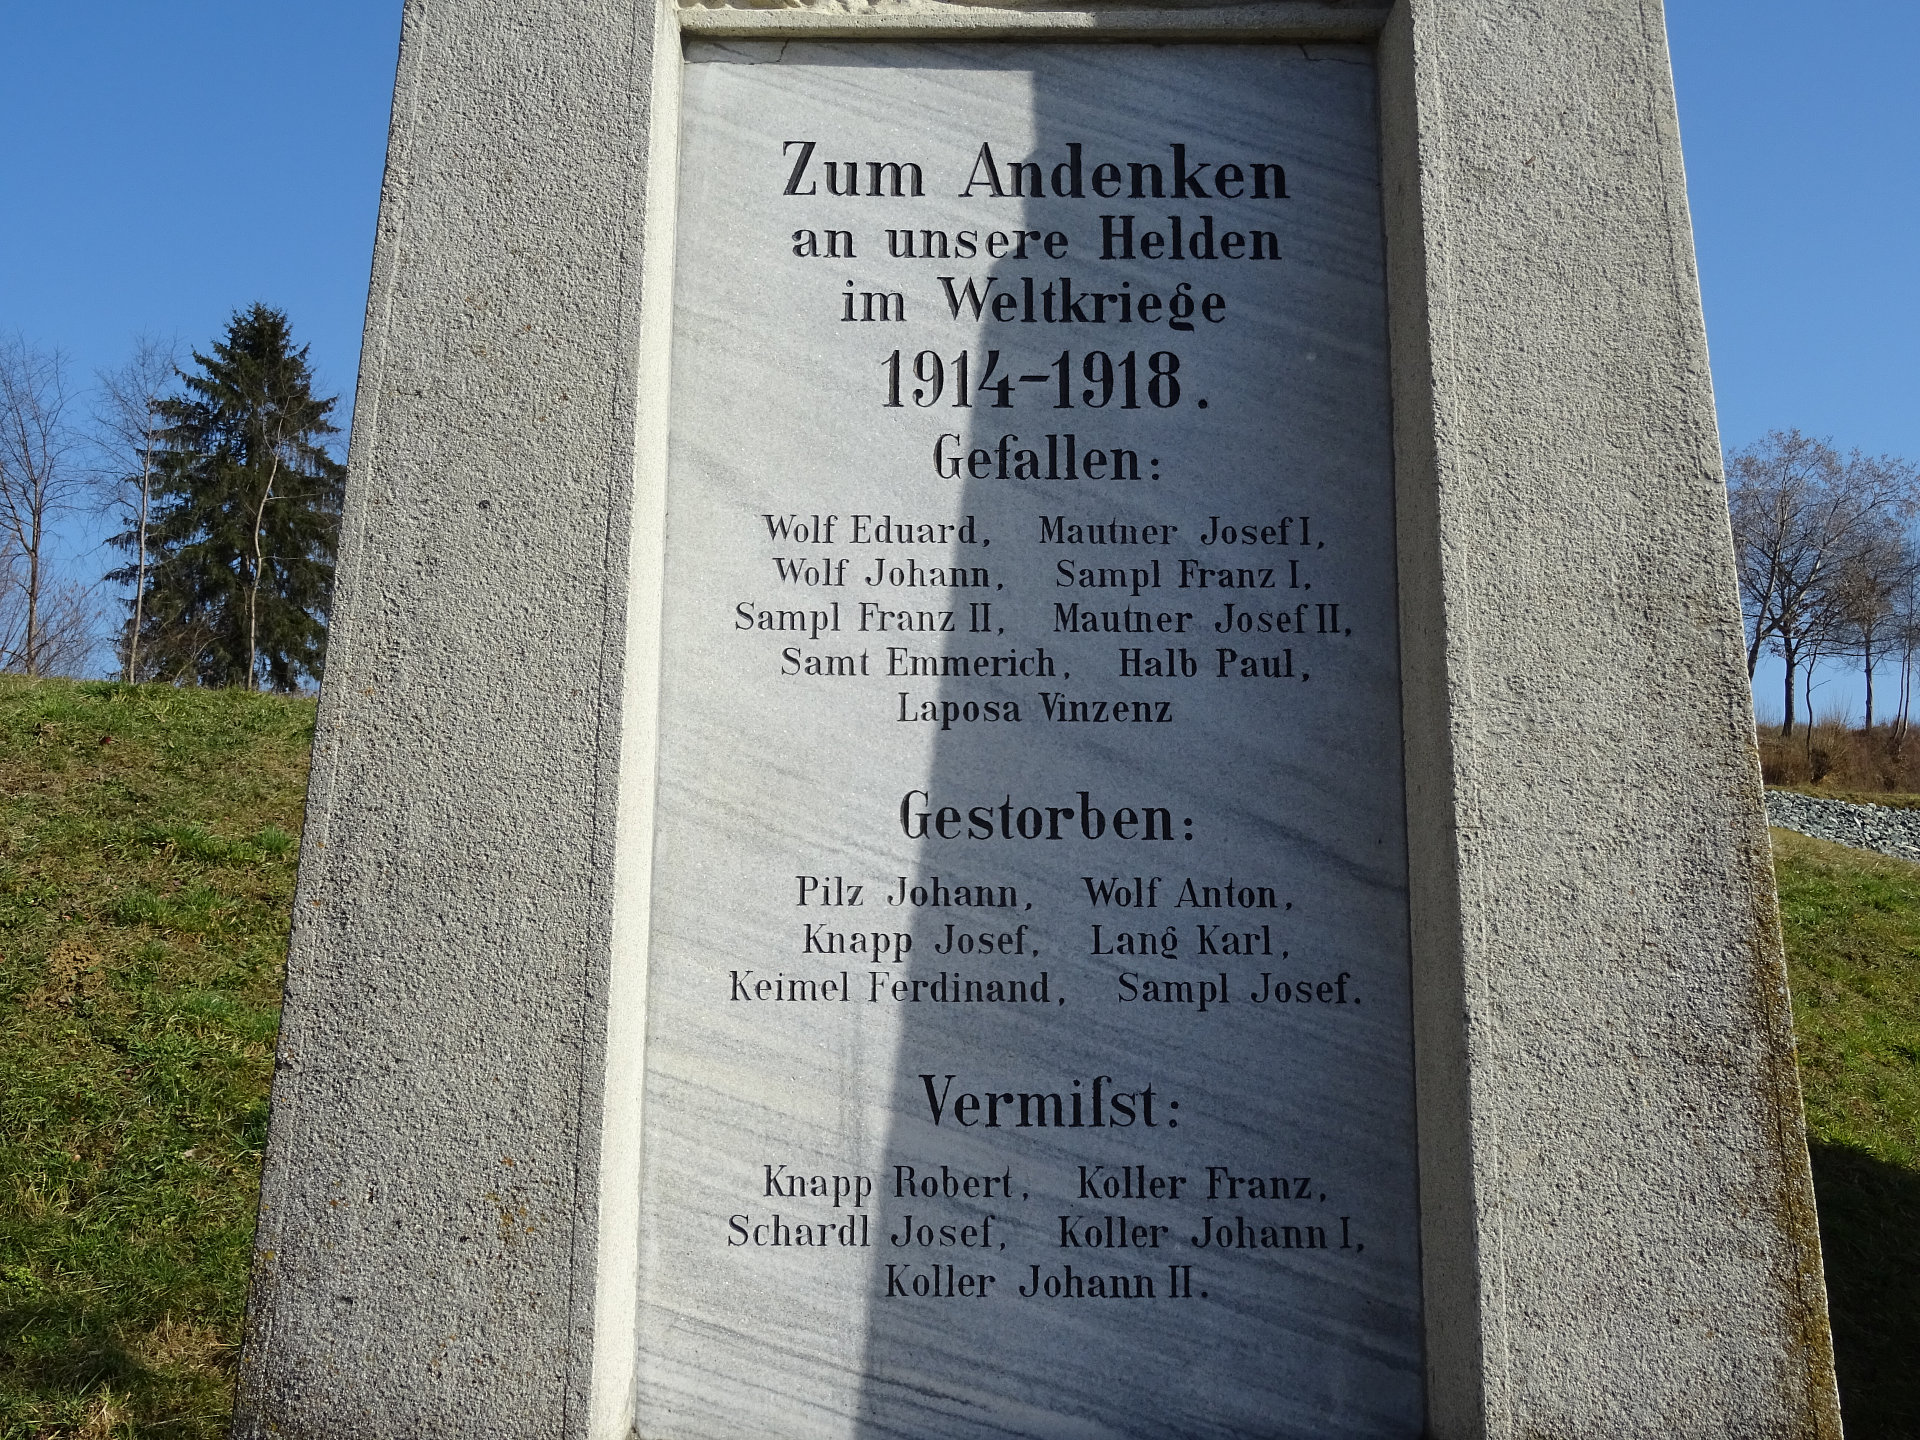 Zum Andenken
an unsere Helden
im Weltkriege
1914-1918.
Gefallen:
Wolf Eduard, Mautner Josef I,
Wolf Johann, Sampl Franz I,
Sampl Franz II, Mautner Josef II,
Samt Emmerich, Halb Paul,
Laposa Vinzenz
Gestorben:
Pilz Johann, Wolf Anton,
Knapp Josef, Lang Karl,
Keimel Ferdinand, Sampl Josef.
Vermiſst:
Knapp Robert, Koller Franz,
Schardl Josef, Koller Johann I,
Koller Johann II.